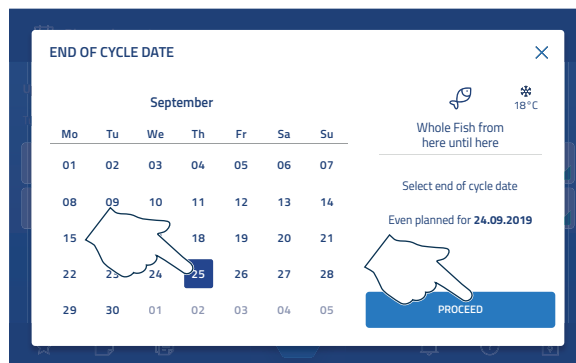 END OF CYCLE DATE
September
Mo Tu We Th Fr Sa Su
01 02 03 04 05 06 07
08 09 10 11 12 13 14
15 18 19 20 21
22 23 24 25 26 27 28
29 30 01 02 03 04 05
18°C
Whole Fish from
here until here
Select end of cycle date
Even planned for 24.09.2019
PROCEED